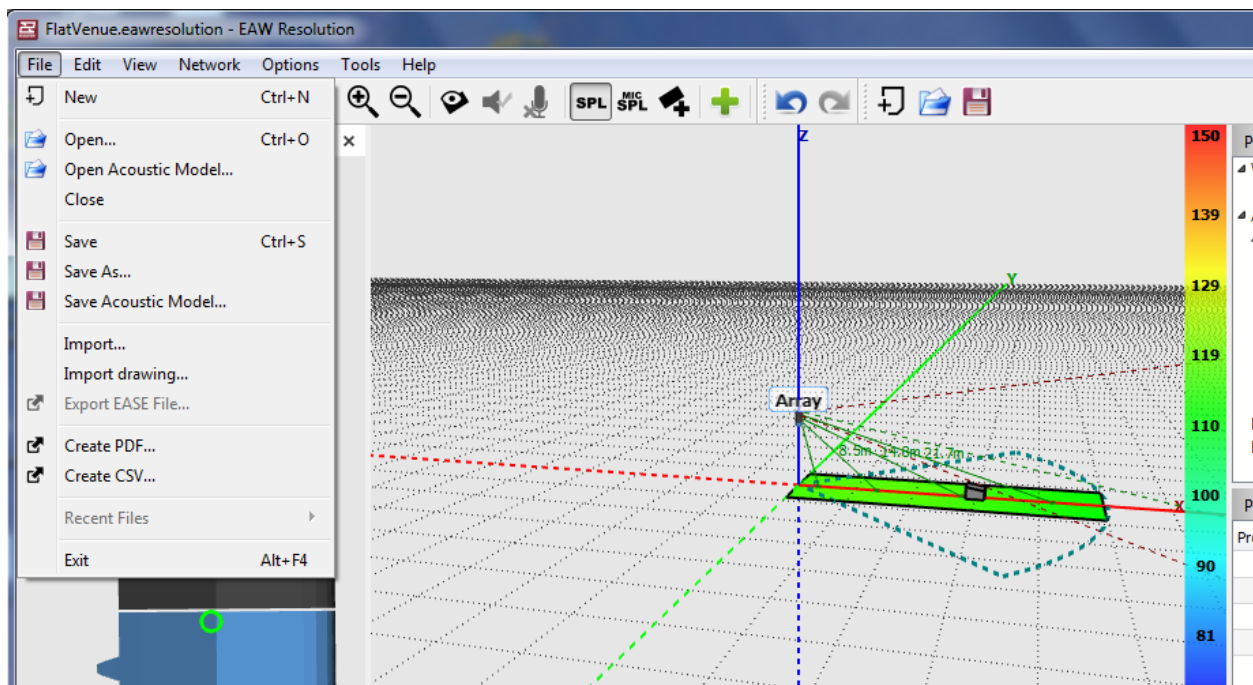 FlatVenue.eawresolution - EAW Resolution
File Edit View Network Options Tools Help
New Ctrl+N
Open... Ctrl+O
Open Acoustic Model...
Close
Save Ctrl+S
Save As...
Save Acoustic Model...
Import...
Import drawing...
Export EASE File...
Create PDF...
Create CSV...
Recent Files
Exit Alt+F4
SPL MIC SPL
Z
Y
Array
8.5m 14.8m 21.7m
X
150
139
129
119
110
100
90
81